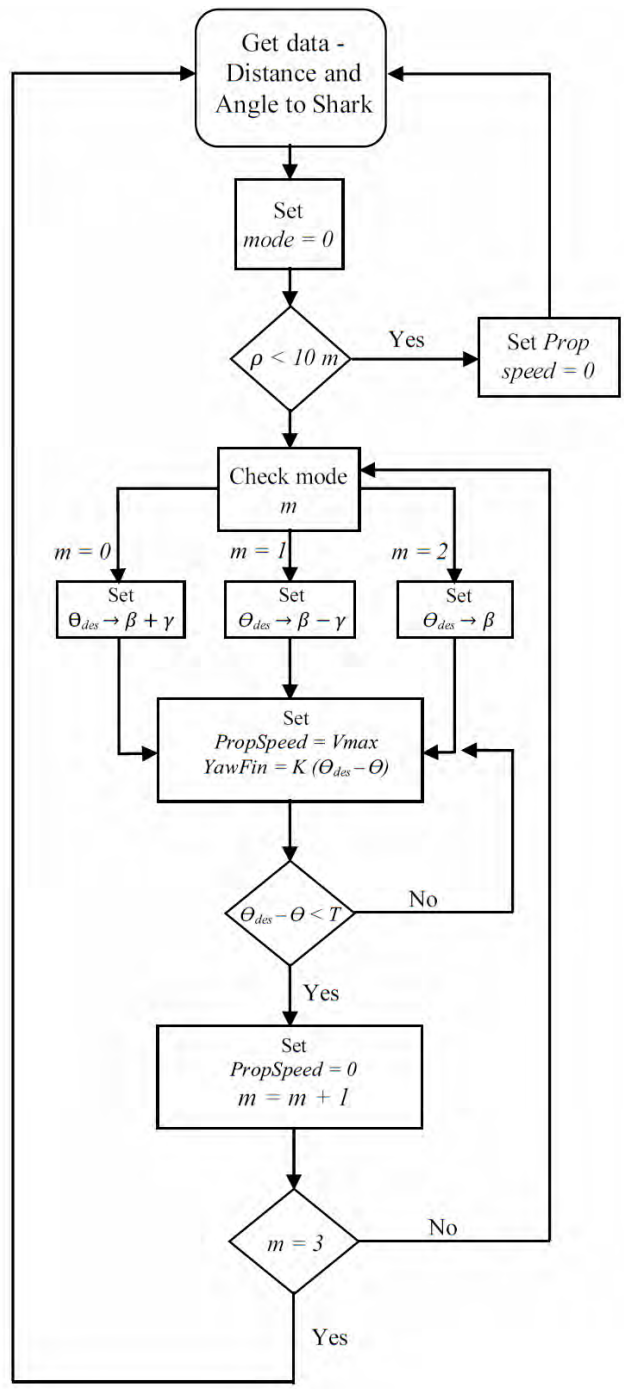 Get data -
Distance and
Angle to Shark
Set
mode = 0
ρ < 10 m
Yes
Set Prop
speed = 0
Check mode
m
m = 0
m = 1
m = 2
Set
Θdes → β + γ
Set
Θdes → β − γ
Set
Θdes → β
Set
PropSpeed = Vmax
YawFin = K (Θdes – Θ)
Θdes – Θ < T
No
Yes
Set
PropSpeed = 0
m = m + 1
m = 3
No
Yes